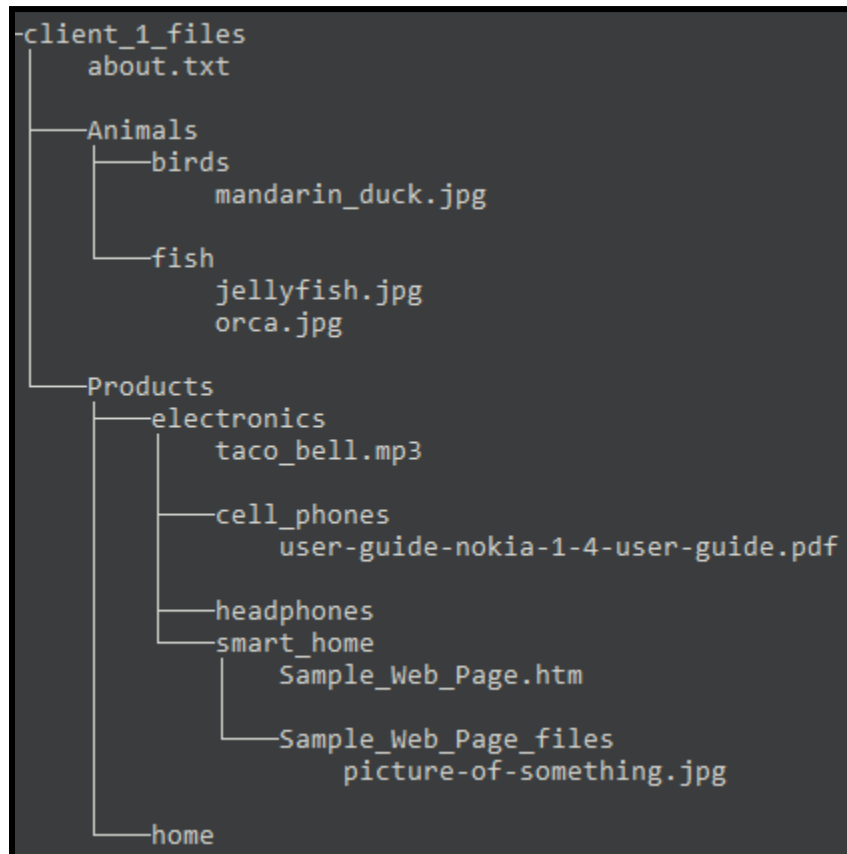 client_1_files
about.txt
Animals
birds
mandarin_duck.jpg
fish
jellyfish.jpg
orca.jpg
Products
electronics
taco_bell.mp3
cell_phones
user-guide-nokia-1-4-user-guide.pdf
headphones
smart_home
Sample_Web_Page.htm
Sample_Web_Page_files
picture-of-something.jpg
home